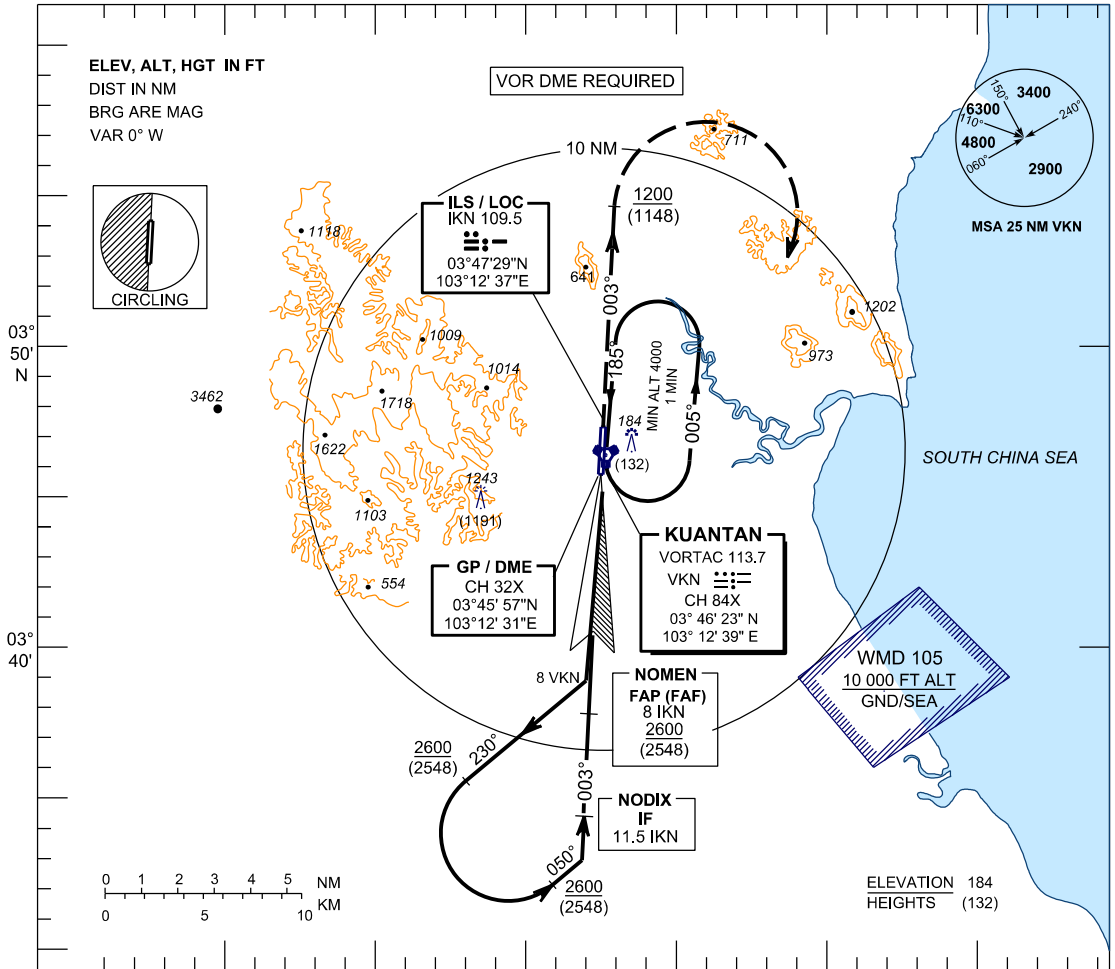 ELEV, ALT, HGT IN FT
DIST IN NM
BRG ARE MAG
VAR 0° W
VOR DME REQUIRED
150°
3400
6300
110°
240°
4800
060°
2900
MSA 25 NM VKN
711
10 NM
CIRCLING
ILS / LOC
IKN 109.5
03°47'29"N
103°12' 37"E
1200
(1148)
1118
641
003°
1202
03°
50'
N
1009
973
185°
MIN ALT 4000
1 MIN
005°
1014
1718
3462
184
(132)
1622
1243
(1191)
1103
SOUTH CHINA SEA
GP / DME
CH 32X
03°45' 57"N
103°12' 31"E
KUANTAN
VORTAC 113.7
VKN
CH 84X
03° 46' 23" N
103° 12' 39" E
554
03°
40'
8 VKN
NOMEN
FAP (FAF)
8 IKN
2600
(2548)
WMD 105
10 000 FT ALT
GND/SEA
2600
(2548)
230°
003°
NODIX
IF
11.5 IKN
050°
2600
(2548)
0 1 2 3 4 5 NM
0 5 10 KM
ELEVATION 184
HEIGHTS (132)